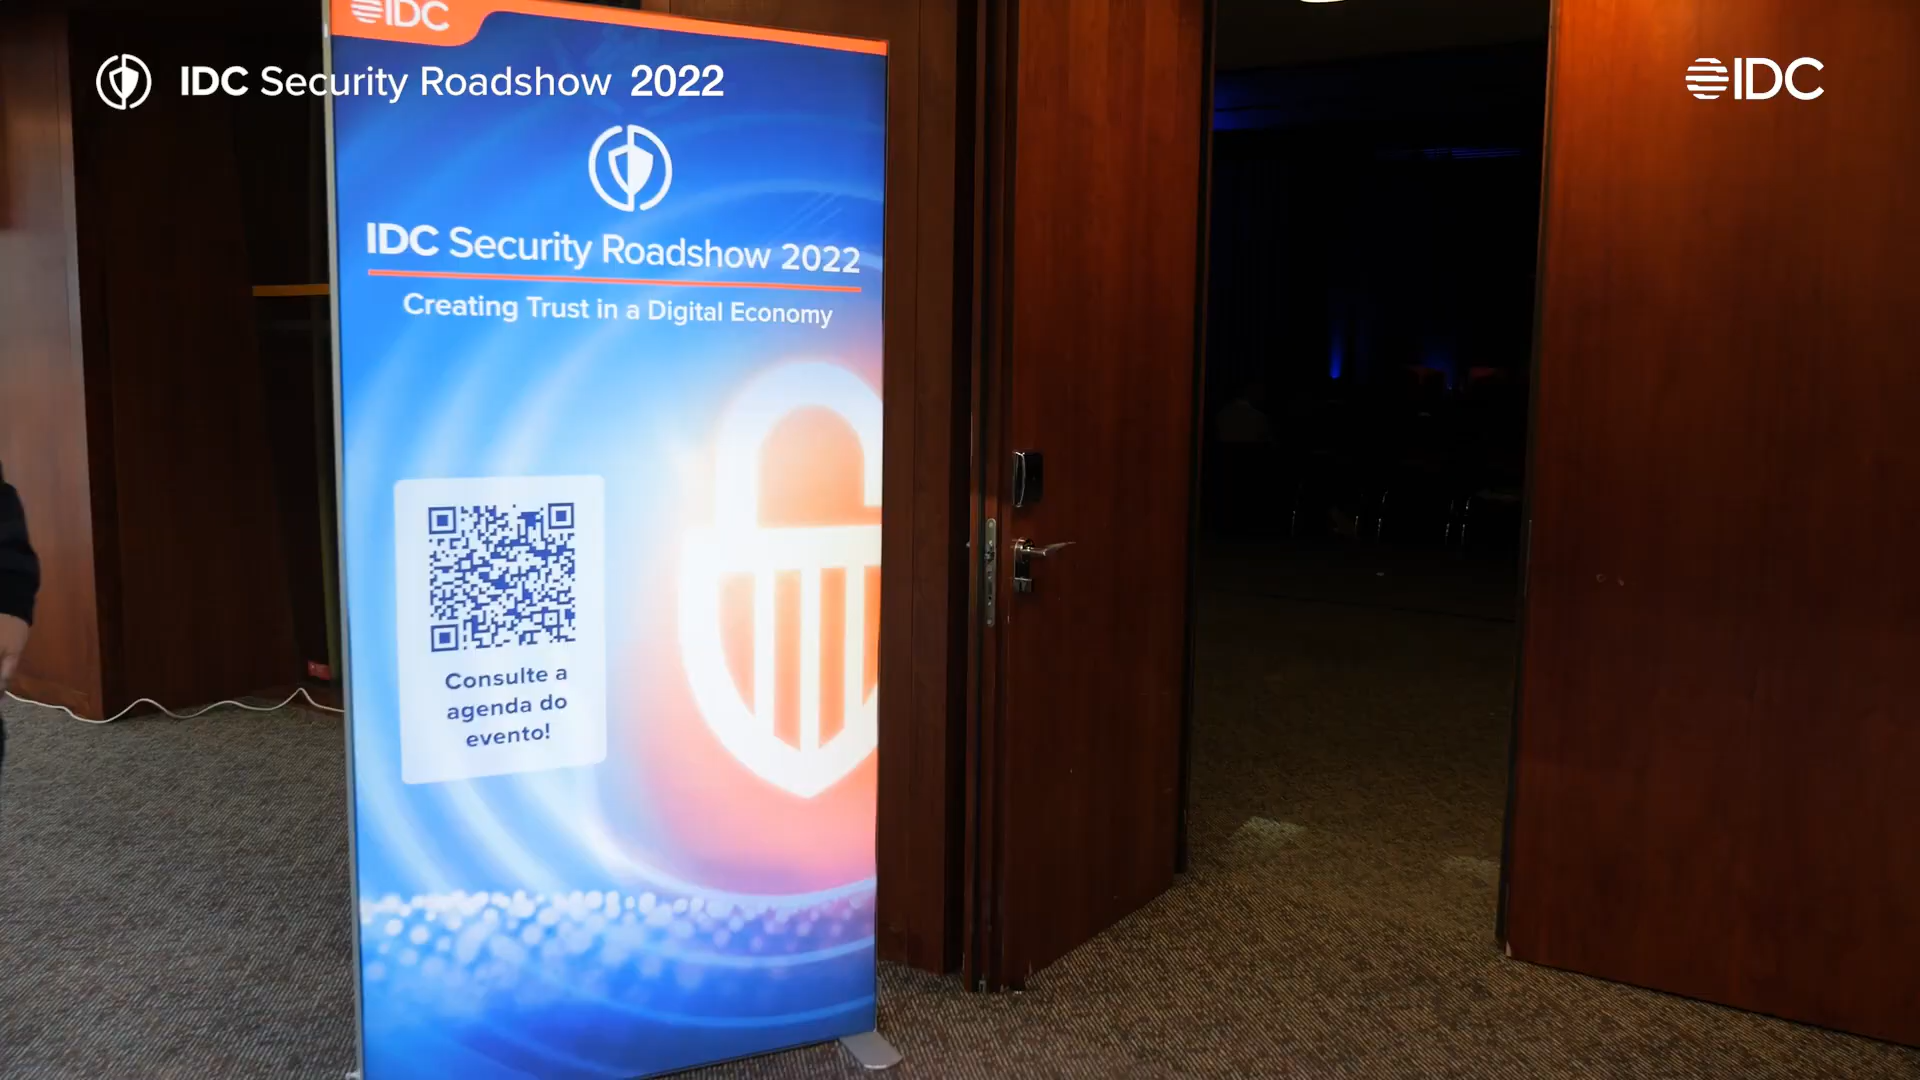 IDC Security Roadshow 2022
IDC
IDC
IDC Security Roadshow 2022
Creating Trust in a Digital Economy
Consulte a
agenda do
evento!